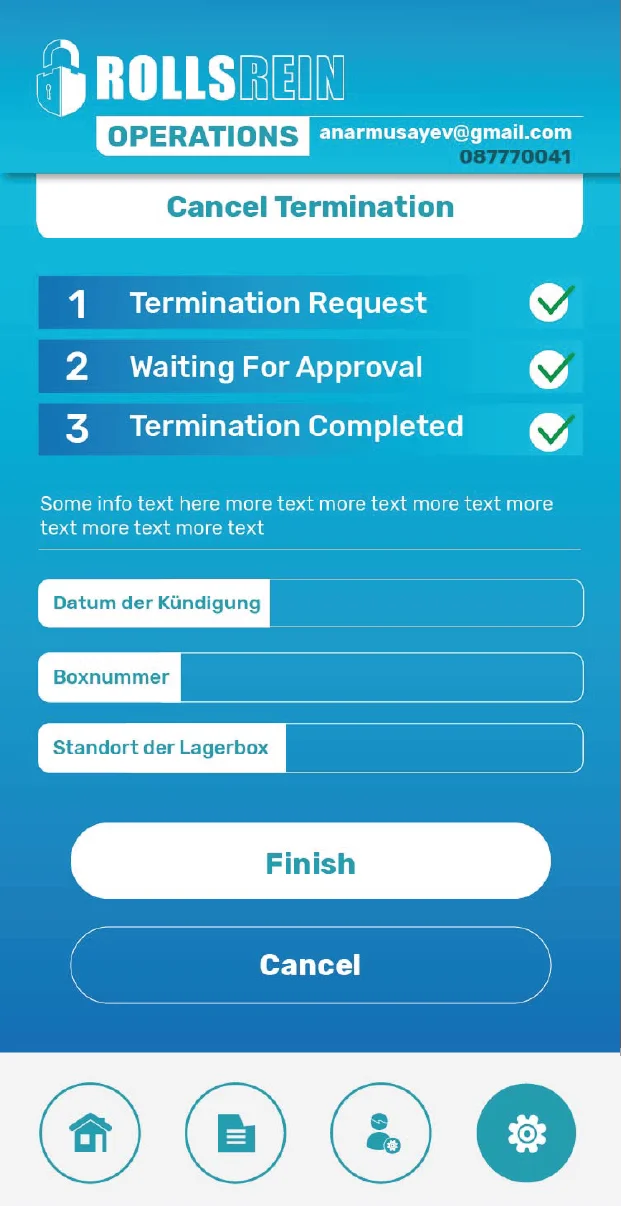 ROLLSREIN
OPERATIONS
anarmusayev@gmail.com
087770041
Cancel Termination
1 Termination Request
2 Waiting For Approval
3 Termination Completed
Some info text here more text more text more text more
text more text more text
Datum der Kündigung
Boxnummer
Standort der Lagerbox
Finish
Cancel